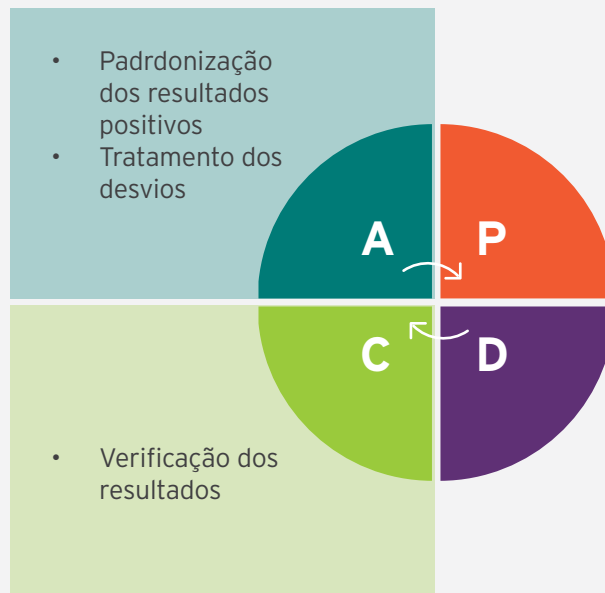 • Padrdonização
dos resultados
positivos
• Tratamento dos
desvios
A P
C D
• Verificação dos
resultados